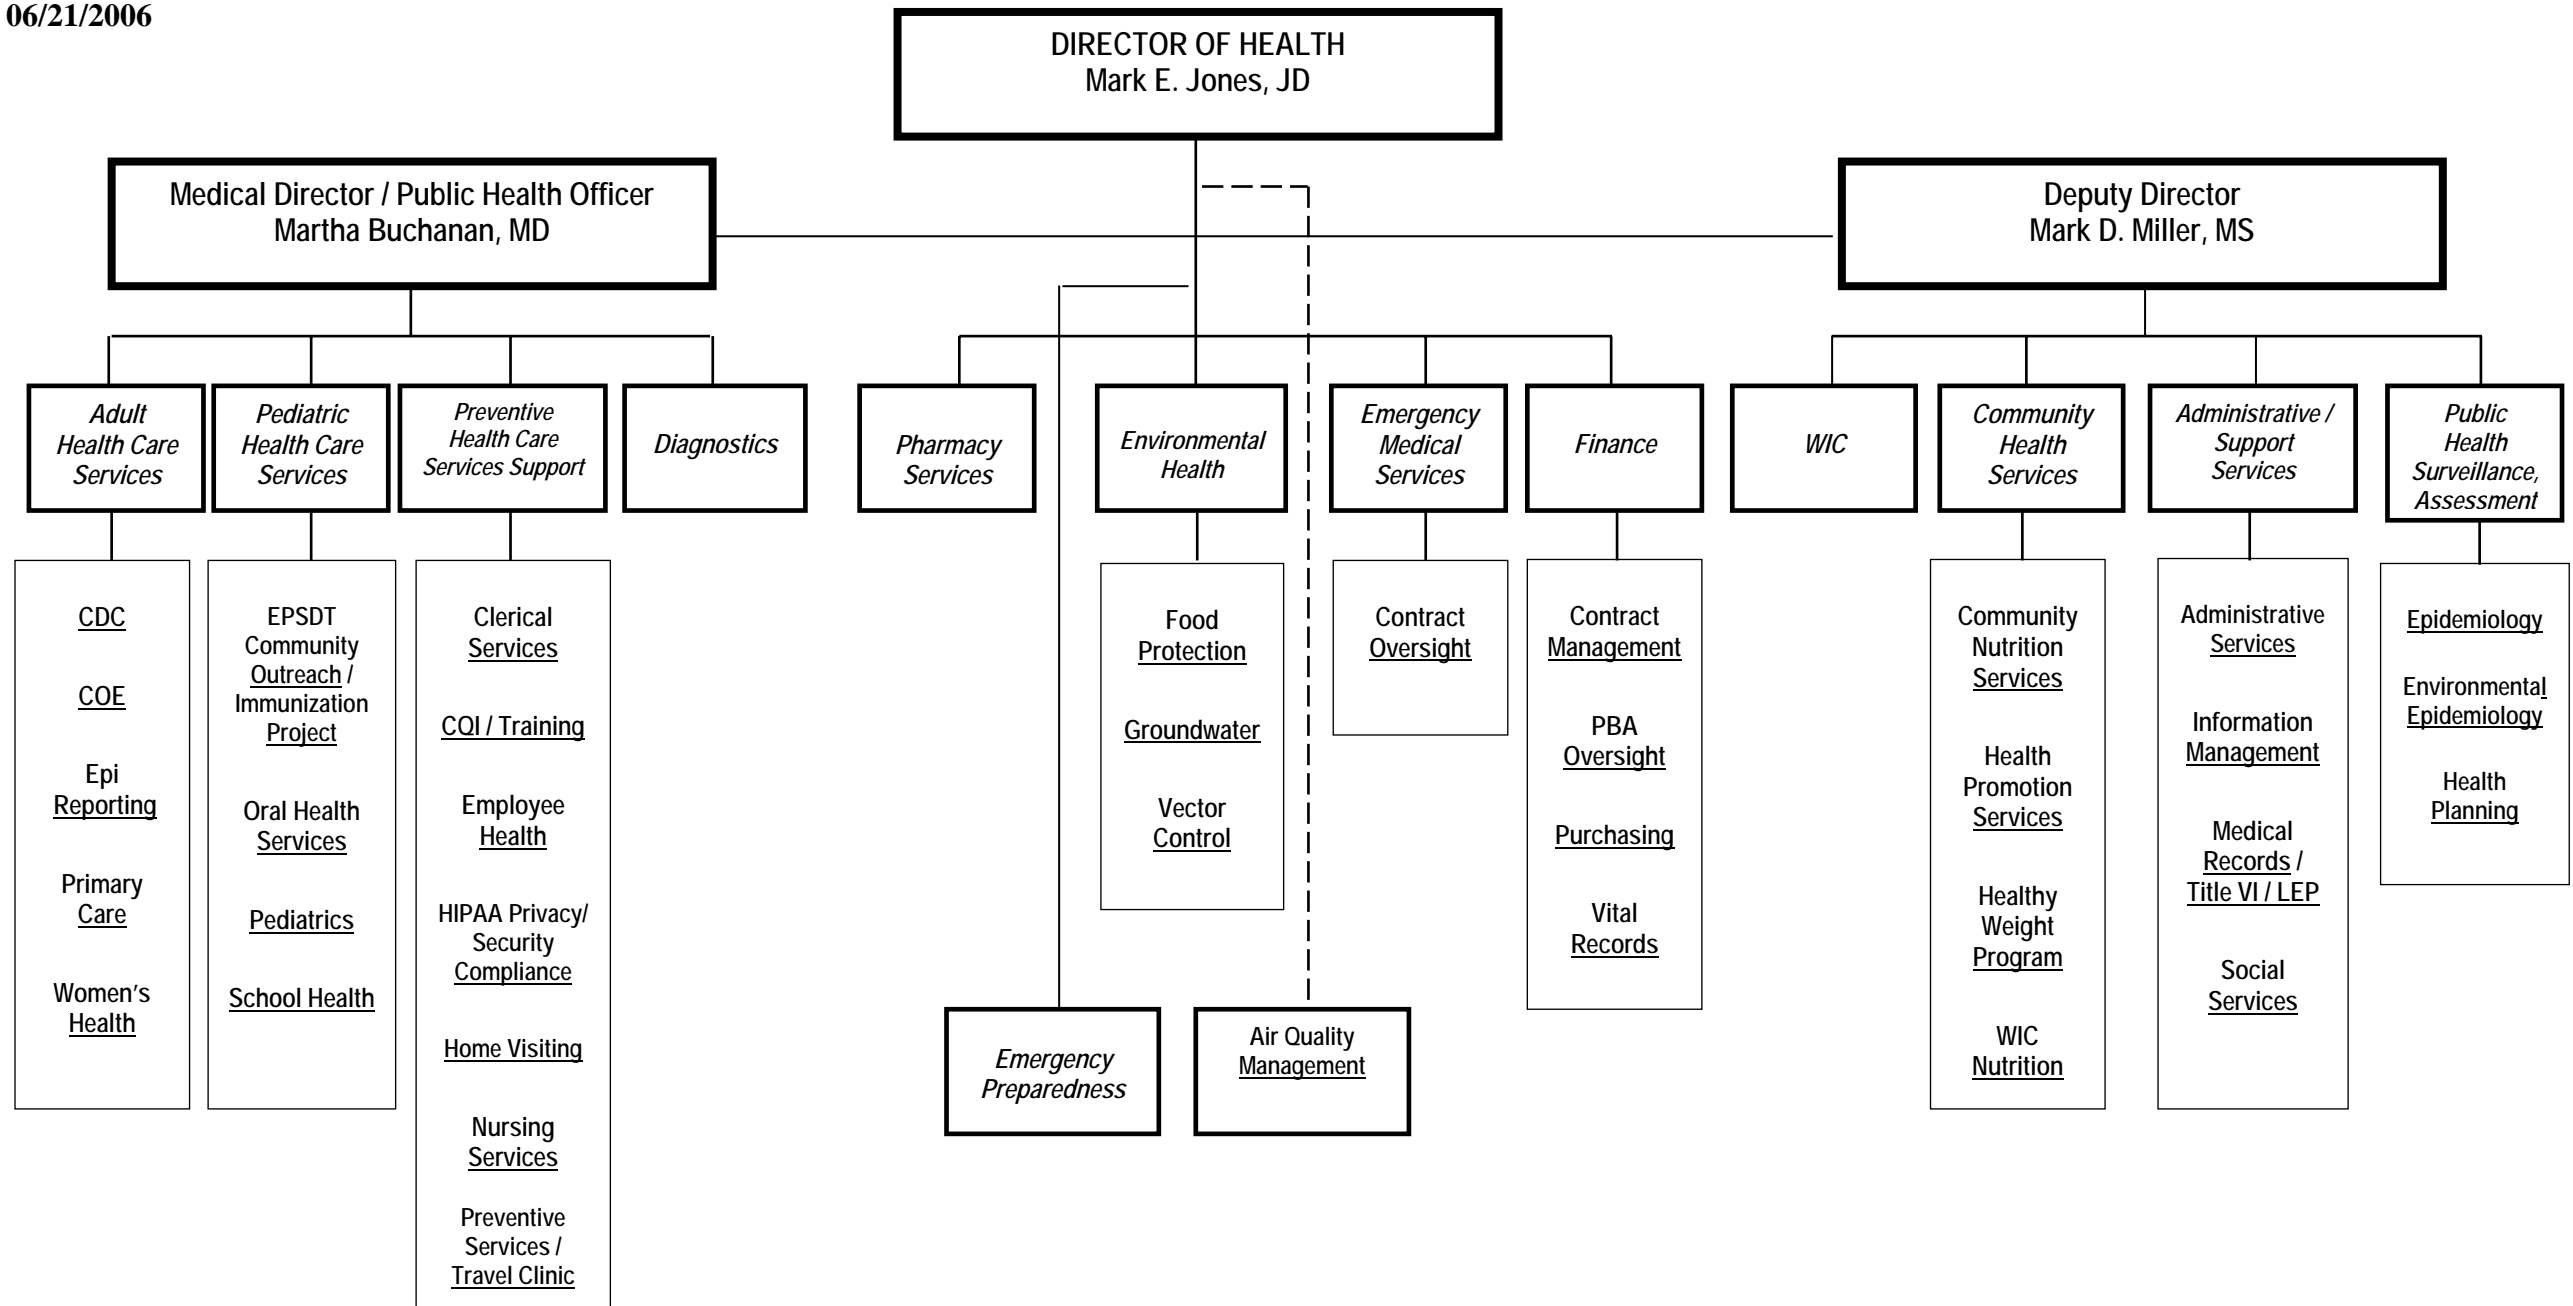 06/21/2006
DIRECTOR OF HEALTH
Mark E. Jones, JD
Medical Director / Public Health Officer
Martha Buchanan, MD
Deputy Director
Mark D. Miller, MS
Adult
Health Care
Services
Pediatric
Health Care
Services
Preventive
Health Care
Services Support
Diagnostics
Pharmacy
Services
Environmental
Health
Emergency
Medical
Services
Finance
WIC
Community
Health
Services
Administrative /
Support
Services
Public
Health
Surveillance,
Assessment
CDC
COE
Epi
Reporting
Primary
Care
Women's
Health
EPSDT
Community
Outreach /
Immunization
Project
Oral Health
Services
Pediatrics
School Health
Clerical
Services
CQI / Training
Employee
Health
HIPAA Privacy/
Security
Compliance
Home Visiting
Nursing
Services
Preventive
Services /
Travel Clinic
Food
Protection
Groundwater
Vector
Control
Contract
Oversight
Contract
Management
PBA
Oversight
Purchasing
Vital
Records
Community
Nutrition
Services
Health
Promotion
Services
Healthy
Weight
Program
WIC
Nutrition
Administrative
Services
Information
Management
Medical
Records /
Title VI / LEP
Social
Services
Epidemiology
Environmental
Epidemiology
Health
Planning
Emergency
Preparedness
Air Quality
Management